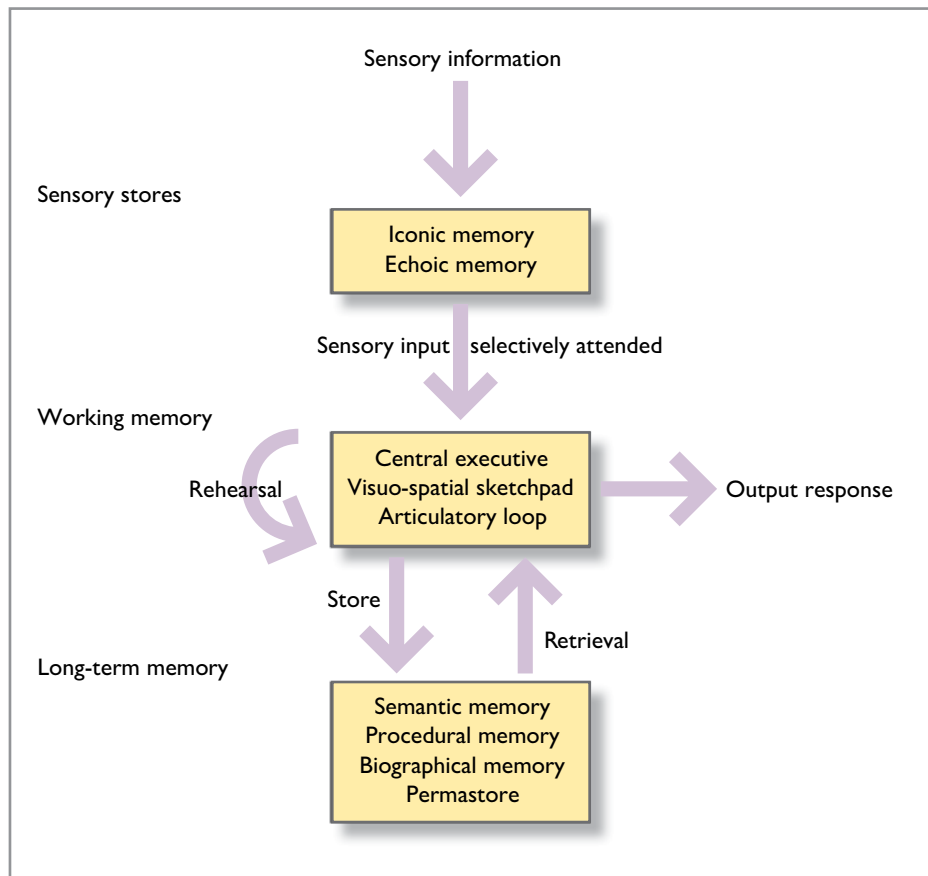 Sensory information
Sensory stores
Iconic memory
Echoic memory
Sensory input selectively attended
Working memory
Central executive
Visuo-spatial sketchpad
Articulatory loop
Rehearsal
Output response
Store
Retrieval
Long-term memory
Semantic memory
Procedural memory
Biographical memory
Permastore